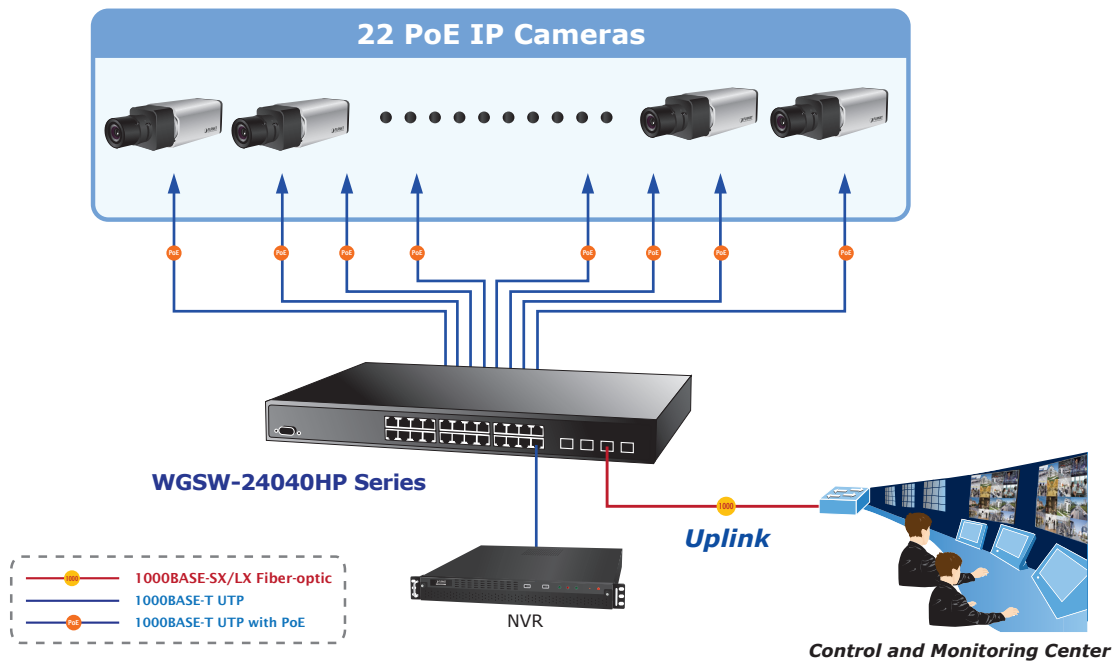 22 PoE IP Cameras
PoE
PoE
PoE
PoE
PoE
PoE
PoE
PoE
WGSW-24040HP Series
1000
Uplink
1000
1000BASE-SX/LX Fiber-optic
1000BASE-T UTP
PoE
1000BASE-T UTP with PoE
NVR
Control and Monitoring Center